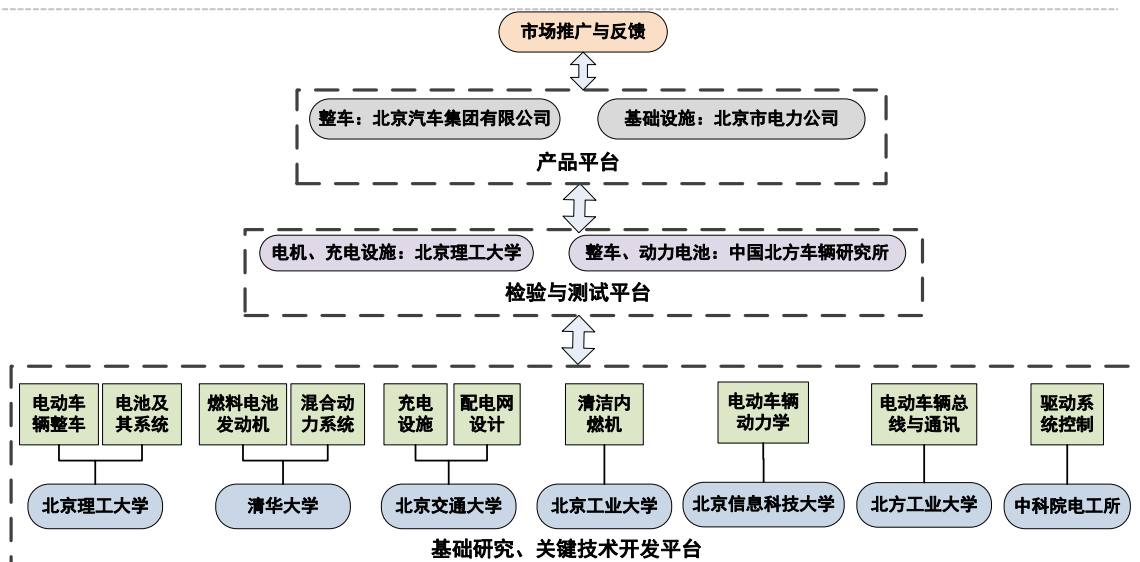 市场推广与反馈
整车：北京汽车集团有限公司
基础设施：北京市电力公司
产品平台
电机、充电设施：北京理工大学
整车、动力电池：中国北方车辆研究所
检验与测试平台
电动车
辆整车
电池及
其系统
燃料电池
发动机
混合动
力系统
充电
设施
配电网
设计
清洁内
燃机
电动车辆
动力学
电动车辆总
线与通讯
驱动系
统控制
北京理工大学
清华大学
北京交通大学
北京工业大学
北京信息科技大学
北方工业大学
中科院电工所
基础研究、关键技术开发平台